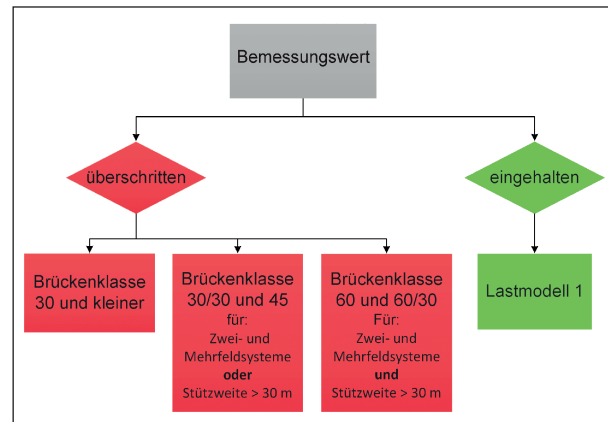 Bemessungswert
überschritten
eingehalten
Brückenklasse
30 und kleiner
Brückenklasse
30/30 und 45
für:
Zwei- und
Mehrfeldsysteme
oder
Stützweite > 30 m
Brückenklasse
60 und 60/30
Für:
Zwei- und
Mehrfeldsysteme
und
Stützweite > 30 m
Lastmodell 1